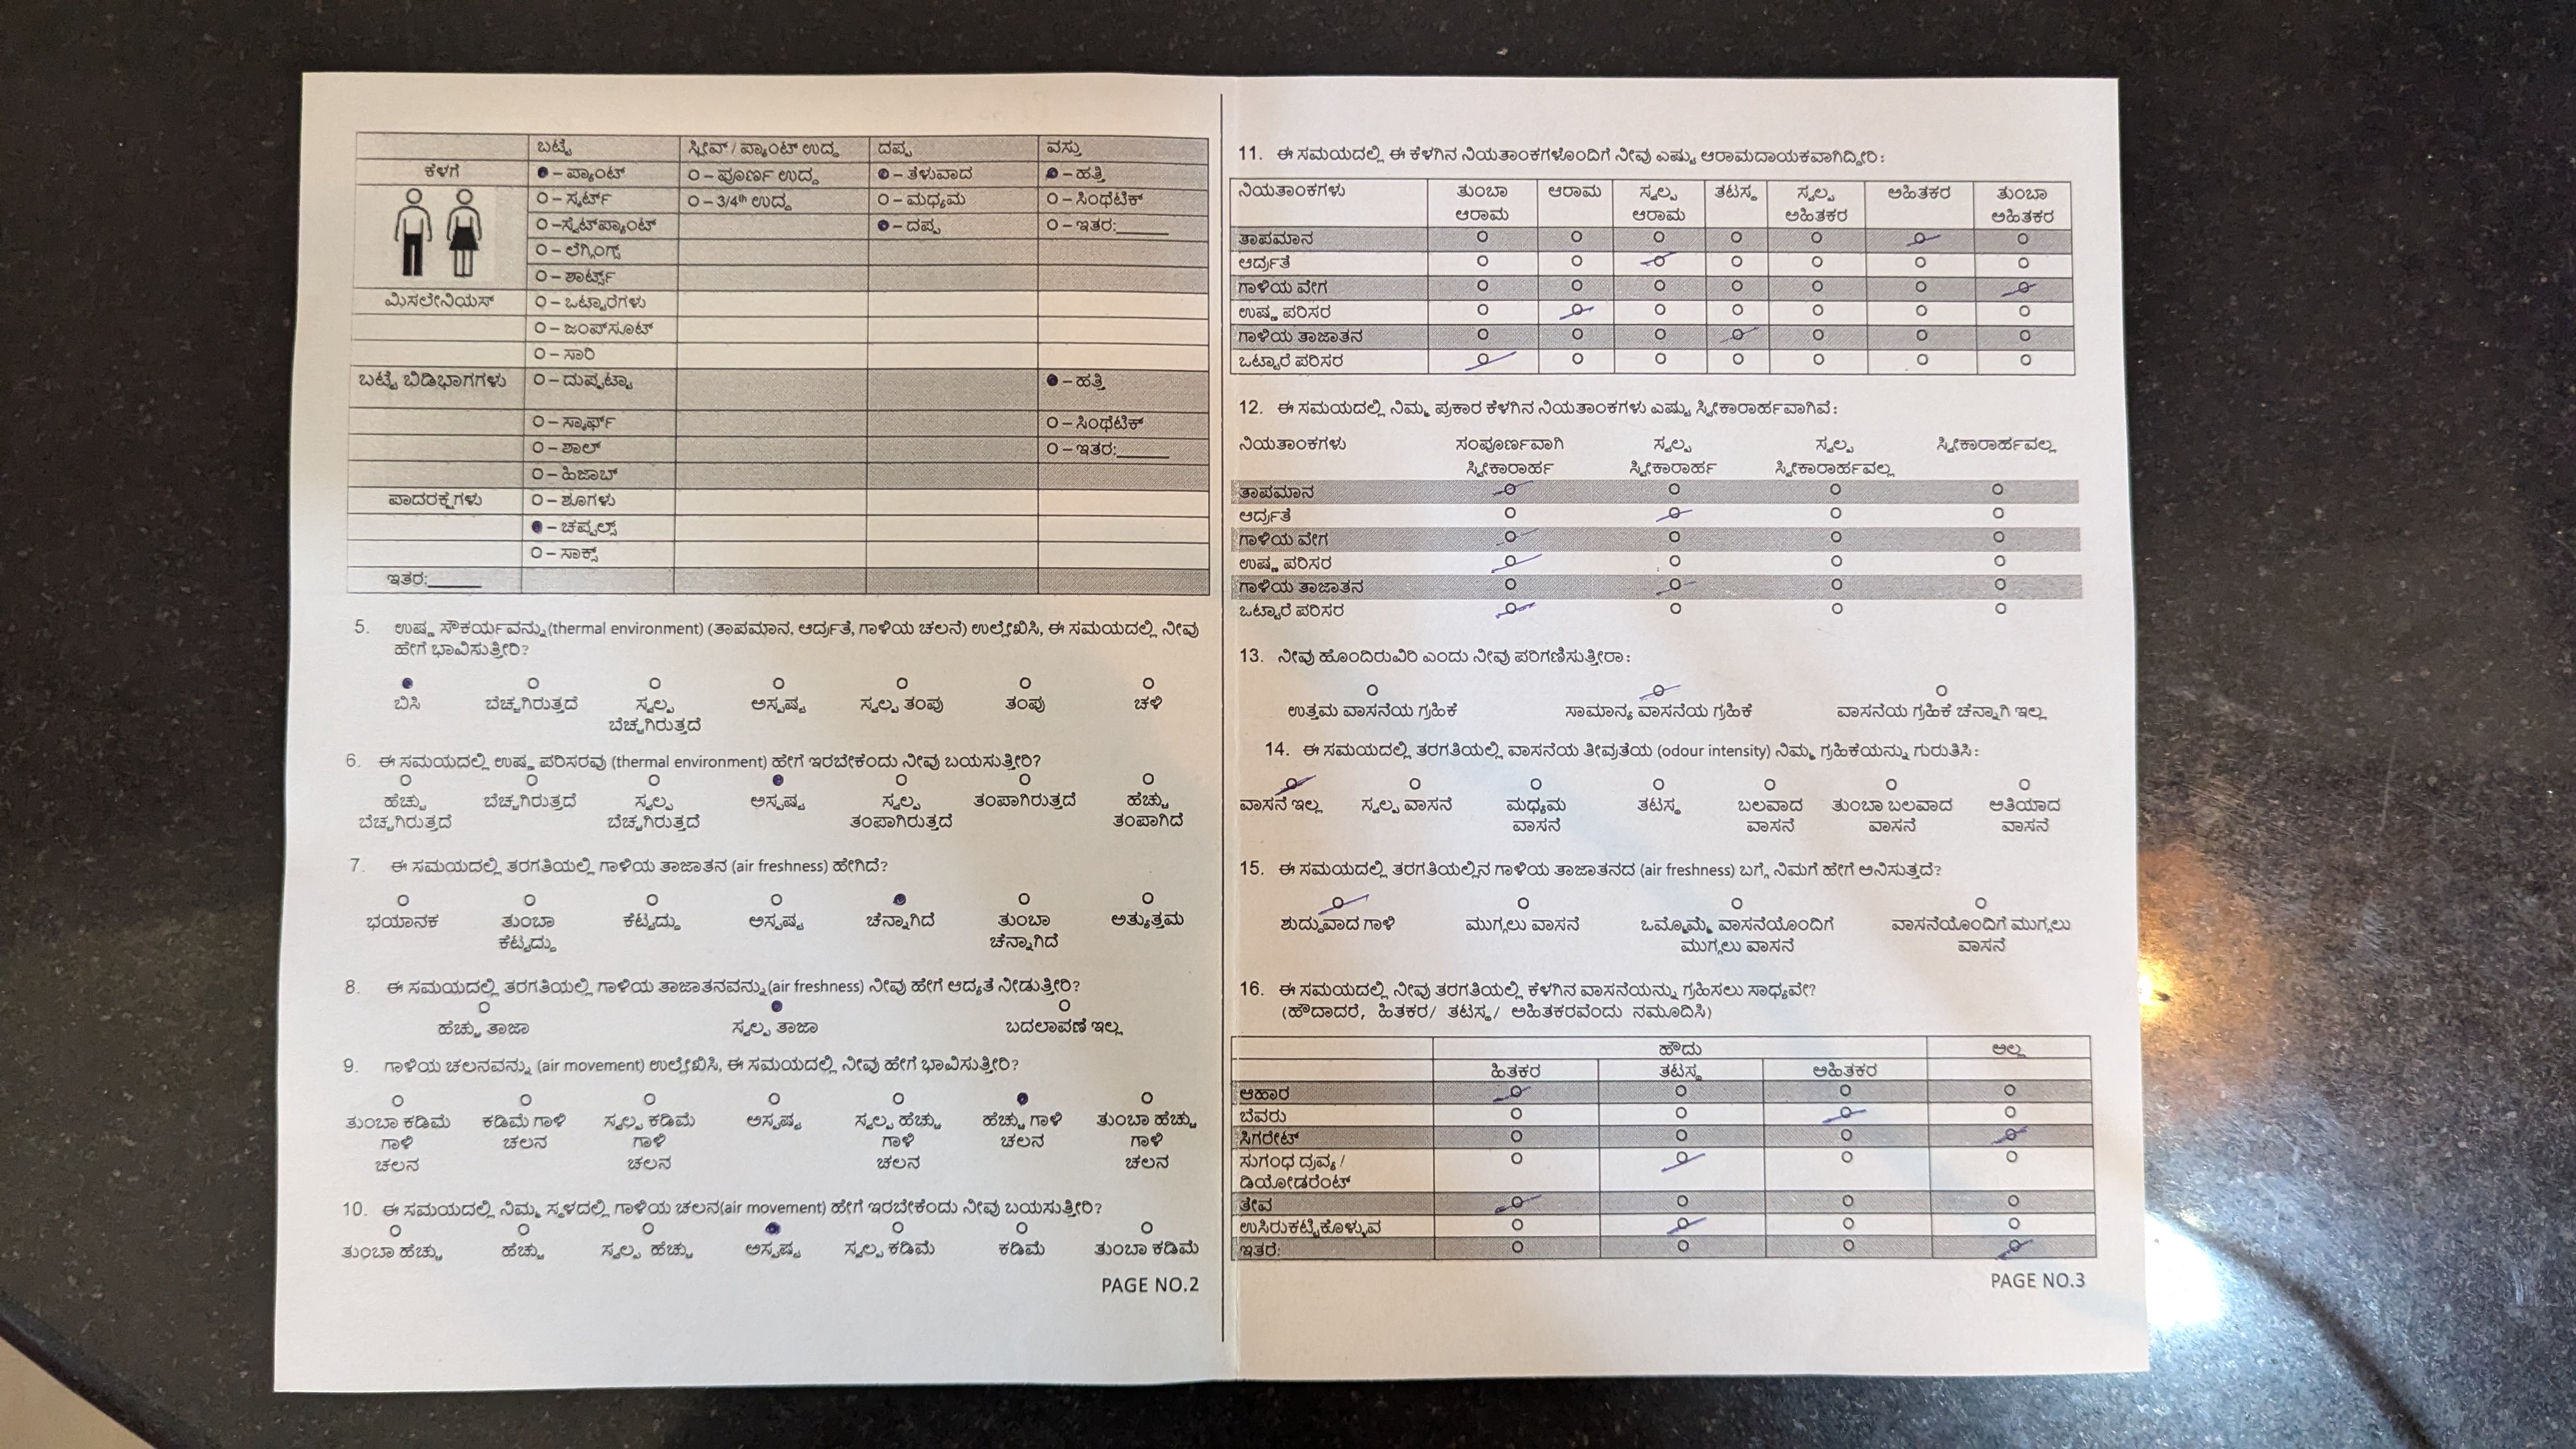 ಬಟ್ಟೆ ಸ್ಲೀವ್ / ಪ್ಯಾಂಟ್ ಉದ್ದ ದಪ್ಪ ವಸ್ತು
ಕೆಳಗೆ – ಪ್ಯಾಂಟ್ – ಪೂರ್ಣ ಉದ್ದ – ತೆಳುವಾದ – ಹತ್ತಿ
– ಸ್ಕರ್ಟ್ – 3/4th ಉದ್ದ – ಮಧ್ಯಮ – ಸಿಂಥೆಟಿಕ್
–ಸ್ವೆಟ್‌ಪ್ಯಾಂಟ್ – ದಪ್ಪ – ಇತರ:______
– ಲೆಗ್ಗಿಂಗ್ಸ್
– ಶಾರ್ಟ್ಸ್
ಮಿಸಲೇನಿಯಸ್ – ಒಟ್ಟಾರೆಗಳು
– ಜಂಪ್‌ಸೂಟ್
– ಸಾರಿ
ಬಟ್ಟೆ ಬಿಡಿಭಾಗಗಳು – ದುಪ್ಪಟ್ಟಾ – ಹತ್ತಿ
– ಸ್ಕಾರ್ಫ್ – ಸಿಂಥೆಟಿಕ್
– ಶಾಲ್ – ಇತರ:______
– ಹಿಜಾಬ್
ಪಾದರಕ್ಷೆಗಳು – ಶೂಗಳು
– ಚಪ್ಪಲ್ಸ್
– ಸಾಕ್ಸ್
ಇತರ:______
5. ಉಷ್ಣ ಸೌಕರ್ಯವನ್ನು (thermal environment) (ತಾಪಮಾನ, ಆರ್ದ್ರತೆ, ಗಾಳಿಯ ಚಲನೆ) ಉಲ್ಲೇಖಿಸಿ, ಈ ಸಮಯದಲ್ಲಿ ನೀವು
ಹೇಗೆ ಭಾವಿಸುತ್ತೀರಿ?
ಬಿಸಿ ಬೆಚ್ಚಗಿರುತ್ತದೆ ಸ್ವಲ್ಪ ಅಸ್ಪಷ್ಟ ಸ್ವಲ್ಪ ತಂಪು ತಂಪು ಚಳಿ
ಬೆಚ್ಚಗಿರುತ್ತದೆ
6. ಈ ಸಮಯದಲ್ಲಿ ಉಷ್ಣ ಪರಿಸರವು (thermal environment) ಹೇಗೆ ಇರಬೇಕೆಂದು ನೀವು ಬಯಸುತ್ತೀರಿ?
ಹೆಚ್ಚು ಬೆಚ್ಚಗಿರುತ್ತದೆ ಸ್ವಲ್ಪ ಅಸ್ಪಷ್ಟ ಸ್ವಲ್ಪ ತಂಪಾಗಿರುತ್ತದೆ ಹೆಚ್ಚು
ಬೆಚ್ಚಗಿರುತ್ತದೆ ಬೆಚ್ಚಗಿರುತ್ತದೆ ತಂಪಾಗಿರುತ್ತದೆ ತಂಪಾಗಿದೆ
7. ಈ ಸಮಯದಲ್ಲಿ ತರಗತಿಯಲ್ಲಿ ಗಾಳಿಯ ತಾಜಾತನ (air freshness) ಹೇಗಿದೆ?
ಭಯಾನಕ ತುಂಬಾ ಕೆಟ್ಟದ್ದು ಅಸ್ಪಷ್ಟ ಚೆನ್ನಾಗಿದೆ ತುಂಬಾ ಅತ್ಯುತ್ತಮ
ಕೆಟ್ಟದ್ದು ಚೆನ್ನಾಗಿದೆ
8. ಈ ಸಮಯದಲ್ಲಿ ತರಗತಿಯಲ್ಲಿ ಗಾಳಿಯ ತಾಜಾತನವನ್ನು (air freshness) ನೀವು ಹೇಗೆ ಆದ್ಯತೆ ನೀಡುತ್ತೀರಿ?
ಹೆಚ್ಚು ತಾಜಾ ಸ್ವಲ್ಪ ತಾಜಾ ಬದಲಾವಣೆ ಇಲ್ಲ
9. ಗಾಳಿಯ ಚಲನವನ್ನು (air movement) ಉಲ್ಲೇಖಿಸಿ, ಈ ಸಮಯದಲ್ಲಿ ನೀವು ಹೇಗೆ ಭಾವಿಸುತ್ತೀರಿ?
ತುಂಬಾ ಕಡಿಮೆ ಕಡಿಮೆ ಗಾಳಿ ಸ್ವಲ್ಪ ಕಡಿಮೆ ಅಸ್ಪಷ್ಟ ಸ್ವಲ್ಪ ಹೆಚ್ಚು ಹೆಚ್ಚು ಗಾಳಿ ತುಂಬಾ ಹೆಚ್ಚು
ಗಾಳಿ ಚಲನ ಗಾಳಿ ಗಾಳಿ ಚಲನ ಗಾಳಿ
ಚಲನ ಚಲನ ಚಲನ ಚಲನ
10. ಈ ಸಮಯದಲ್ಲಿ ನಿಮ್ಮ ಸ್ಥಳದಲ್ಲಿ ಗಾಳಿಯ ಚಲನ(air movement) ಹೇಗೆ ಇರಬೇಕೆಂದು ನೀವು ಬಯಸುತ್ತೀರಿ?
ತುಂಬಾ ಹೆಚ್ಚು ಹೆಚ್ಚು ಸ್ವಲ್ಪ ಹೆಚ್ಚು ಅಸ್ಪಷ್ಟ ಸ್ವಲ್ಪ ಕಡಿಮೆ ಕಡಿಮೆ ತುಂಬಾ ಕಡಿಮೆ
PAGE NO.2
11. ಈ ಸಮಯದಲ್ಲಿ ಈ ಕೆಳಗಿನ ನಿಯತಾಂಕಗಳೊಂದಿಗೆ ನೀವು ಎಷ್ಟು ಆರಾಮದಾಯಕವಾಗಿದ್ದೀರಿ:
ನಿಯತಾಂಕಗಳು ತುಂಬಾ ಆರಾಮ ಸ್ವಲ್ಪ ತಟಸ್ಥ ಸ್ವಲ್ಪ ಅಹಿತಕರ ತುಂಬಾ
ಆರಾಮ ಆರಾಮ ಅಹಿತಕರ ಅಹಿತಕರ
ತಾಪಮಾನ
ಆರ್ದ್ರತೆ
ಗಾಳಿಯ ವೇಗ
ಉಷ್ಣ ಪರಿಸರ
ಗಾಳಿಯ ತಾಜಾತನ
ಒಟ್ಟಾರೆ ಪರಿಸರ
12. ಈ ಸಮಯದಲ್ಲಿ ನಿಮ್ಮ ಪ್ರಕಾರ ಕೆಳಗಿನ ನಿಯತಾಂಕಗಳು ಎಷ್ಟು ಸ್ವೀಕಾರಾರ್ಹವಾಗಿವೆ:
ನಿಯತಾಂಕಗಳು ಸಂಪೂರ್ಣವಾಗಿ ಸ್ವಲ್ಪ ಸ್ವಲ್ಪ ಸ್ವೀಕಾರಾರ್ಹವಲ್ಲ
ಸ್ವೀಕಾರಾರ್ಹ ಸ್ವೀಕಾರಾರ್ಹ ಸ್ವೀಕಾರಾರ್ಹವಲ್ಲ
ತಾಪಮಾನ
ಆರ್ದ್ರತೆ
ಗಾಳಿಯ ವೇಗ
ಉಷ್ಣ ಪರಿಸರ
ಗಾಳಿಯ ತಾಜಾತನ
ಒಟ್ಟಾರೆ ಪರಿಸರ
13. ನೀವು ಹೊಂದಿರುವಿರಿ ಎಂದು ನೀವು ಪರಿಗಣಿಸುತ್ತೀರಾ:
ಉತ್ತಮ ವಾಸನೆಯ ಗ್ರಹಿಕೆ ಸಾಮಾನ್ಯ ವಾಸನೆಯ ಗ್ರಹಿಕೆ ವಾಸನೆಯ ಗ್ರಹಿಕೆ ಚೆನ್ನಾಗಿ ಇಲ್ಲ
14. ಈ ಸಮಯದಲ್ಲಿ ತರಗತಿಯಲ್ಲಿ ವಾಸನೆಯ ತೀವ್ರತೆಯ (odour intensity) ನಿಮ್ಮ ಗ್ರಹಿಕೆಯನ್ನು ಗುರುತಿಸಿ:
ವಾಸನೆ ಇಲ್ಲ ಸ್ವಲ್ಪ ವಾಸನೆ ಮಧ್ಯಮ ತಟಸ್ಥ ಬಲವಾದ ತುಂಬಾ ಬಲವಾದ ಅತಿಯಾದ
ವಾಸನೆ ವಾಸನೆ ವಾಸನೆ ವಾಸನೆ
15. ಈ ಸಮಯದಲ್ಲಿ ತರಗತಿಯಲ್ಲಿನ ಗಾಳಿಯ ತಾಜಾತನದ (air freshness) ಬಗ್ಗೆ ನಿಮಗೆ ಹೇಗೆ ಅನಿಸುತ್ತದೆ?
ಶುದ್ಧುವಾದ ಗಾಳಿ ಮುಗ್ಗಲು ವಾಸನೆ ಒಮ್ಮೊಮ್ಮೆ ವಾಸನೆಯೊಂದಿಗೆ ವಾಸನೆಯೊಂದಿಗೆ ಮುಗ್ಗಲು
ಮುಗ್ಗಲು ವಾಸನೆ ವಾಸನೆ
16. ಈ ಸಮಯದಲ್ಲಿ ನೀವು ತರಗತಿಯಲ್ಲಿ ಕೆಳಗಿನ ವಾಸನೆಯನ್ನು ಗ್ರಹಿಸಲು ಸಾಧ್ಯವೇ?
(ಹೌದಾದರೆ, ಹಿತಕರ/ ತಟಸ್ಥ/ ಅಹಿತಕರವೆಂದು ನಮೂದಿಸಿ)
ಹೌದು ಅಲ್ಲ
ಹಿತಕರ ತಟಸ್ಥ ಅಹಿತಕರ
ಆಹಾರ
ಬೆವರು
ಸಿಗರೇಟ್
ಸುಗಂಧ ದ್ರವ್ಯ /
ಡಿಯೋಡರೆಂಟ್
ತೇವ
ಉಸಿರುಕಟ್ಟಿಕೊಳ್ಳುವ
ಇತರೆ:
PAGE NO.3